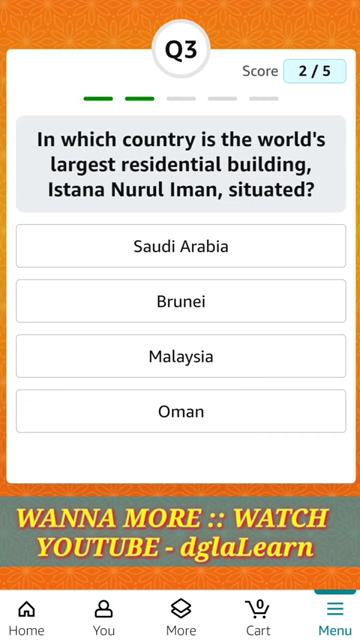 Q3
Score 2 / 5
In which country is the world's
largest residential building,
Istana Nurul Iman, situated?
Saudi Arabia
Brunei
Malaysia
Oman
WANNA MORE :: WATCH
YOUTUBE - dglaLearn
0
Home You More Cart Menu